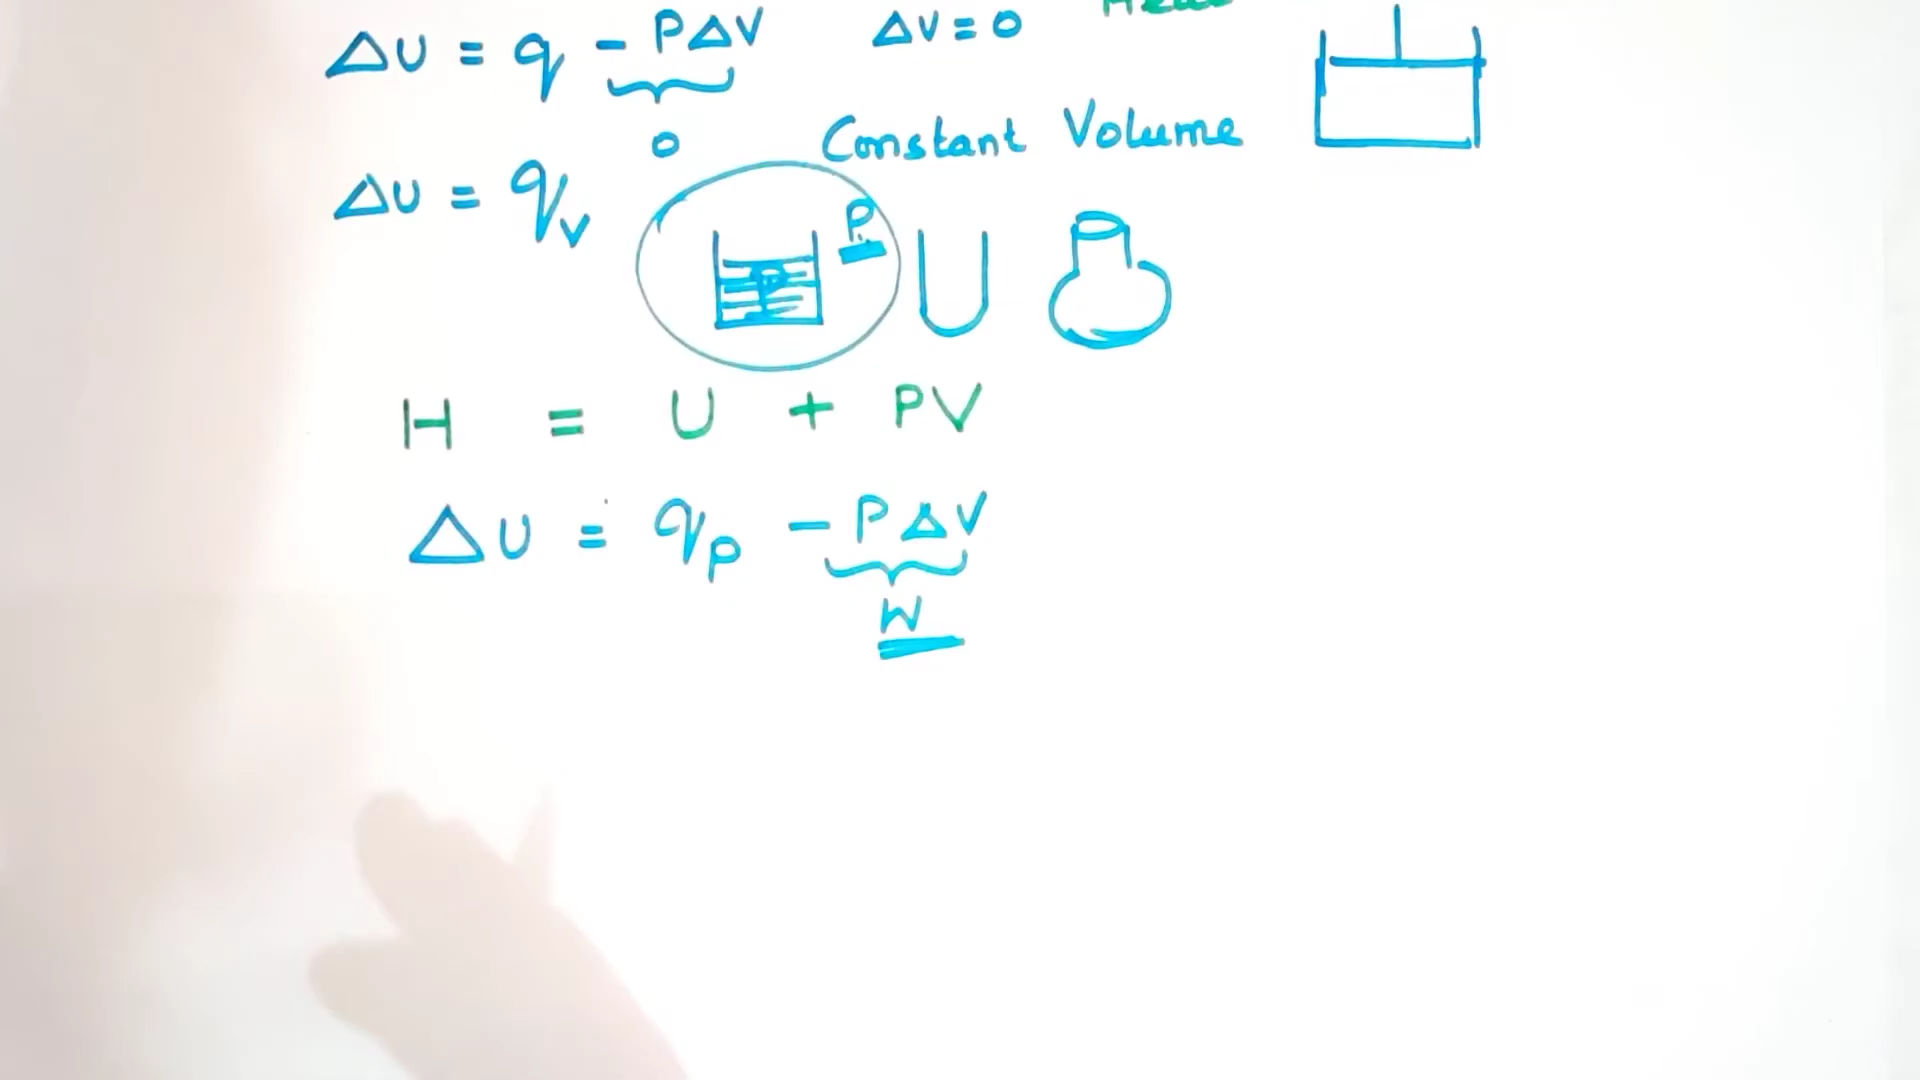 ΔU = q - PΔV   ΔV = 0
0   Constant Volume
ΔU = qᵥ
P
P
H = U + PV
ΔU = qₚ - PΔV
W